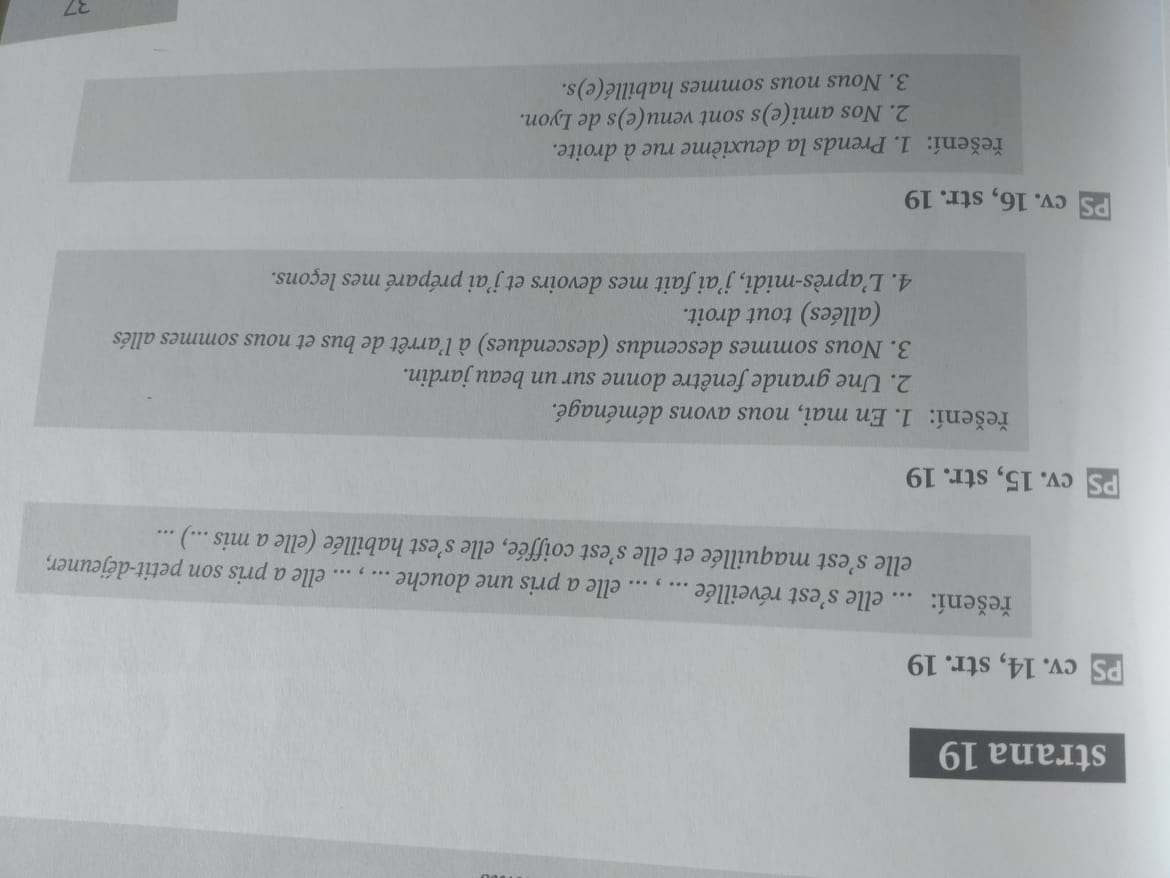 strana 19
PS cv. 14, str. 19
řešení: ... elle s'est réveillée ... , ... elle a pris une douche ... , ... elle a pris son petit-déjeuner,
elle s'est maquillée et elle s'est coiffée, elle s'est habillée (elle a mis ...) ...
PS cv. 15, str. 19
řešení: 1. En mai, nous avons déménagé.
2. Une grande fenêtre donne sur un beau jardin.
3. Nous sommes descendus (descendues) à l'arrêt de bus et nous sommes allés
(allées) tout droit.
4. L'après-midi, j'ai fait mes devoirs et j'ai préparé mes leçons.
PS cv. 16, str. 19
řešení: 1. Prends la deuxième rue à droite.
2. Nos ami(e)s sont venu(e)s de Lyon.
3. Nous nous sommes habillé(e)s.
37